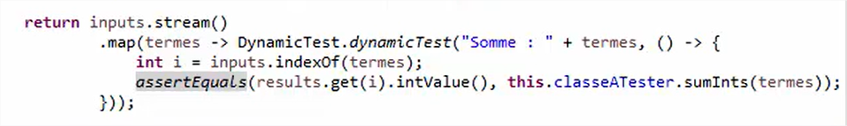 return inputs.stream()
.map(termes -> DynamicTest.dynamicTest("Somme : " + termes, () -> {
int i = inputs.indexOf(termes);
assertEquals(results.get(i).intValue(), this.classeATester.sumInts(termes));
}));